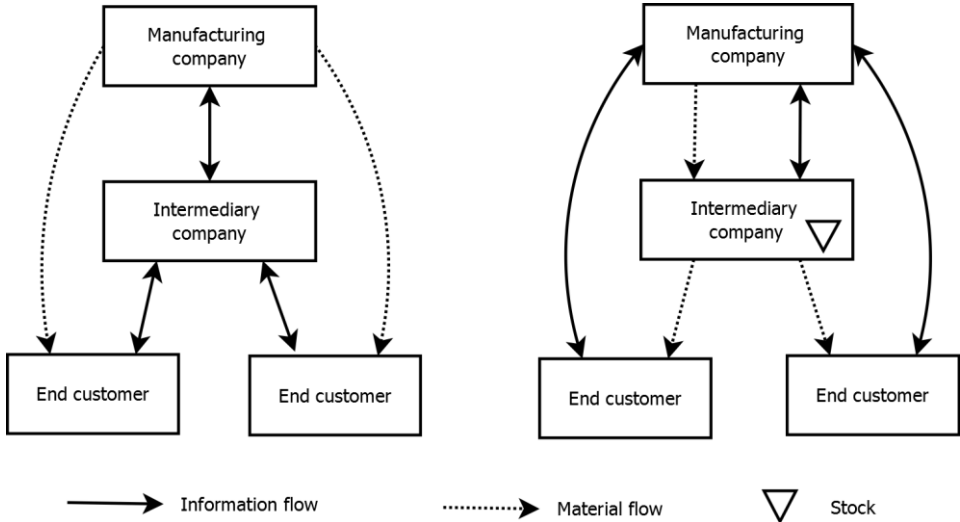 Manufacturing
company
Manufacturing
company
Intermediary
company
Intermediary
company
End customer
End customer
End customer
End customer
Information flow
Material flow
Stock